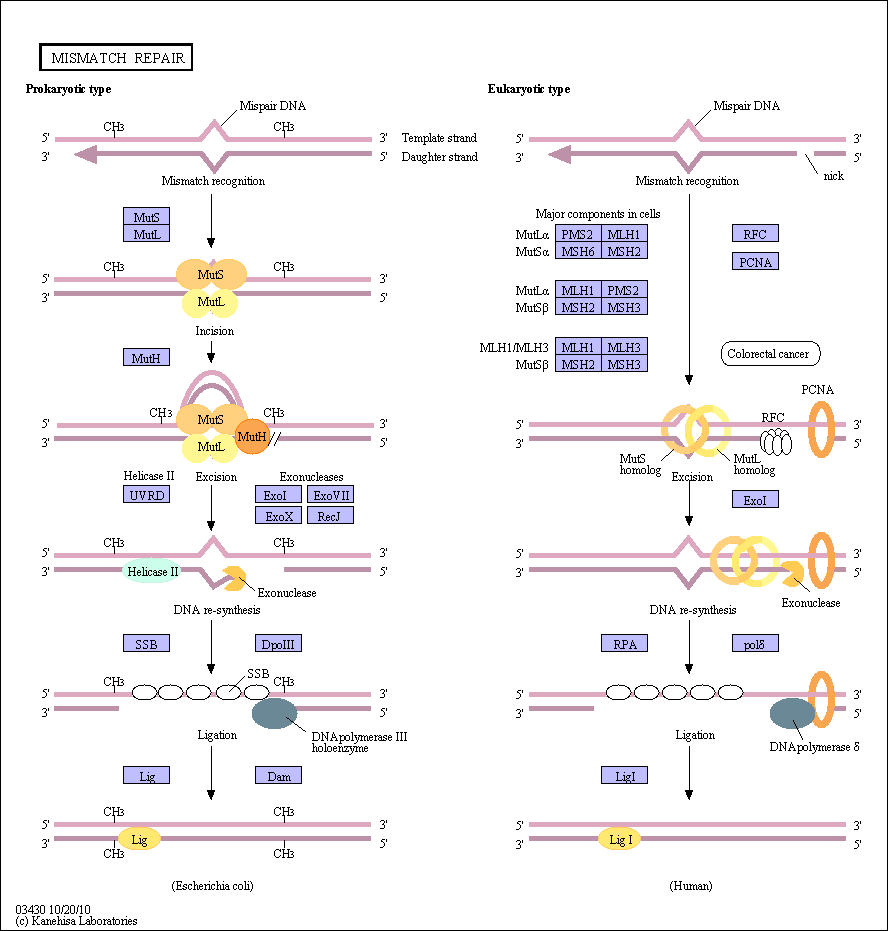 MISMATCH REPAIR
Prokaryotic type
Mispair DNA
CH3
CH3
5'
3'
3'
5'
Template strand
Daughter strand
Mismatch recognition
MutS
MutL
CH3
CH3
5'
3'
3'
5'
MutS
MutL
Incision
MutH
CH3
CH3
5'
3'
3'
5'
MutS
MutL
MutH
Helicase II
UVRD
Excision
Exonucleases
ExoI
ExoVII
ExoX
RecJ
CH3
CH3
5'
3'
3'
5'
Helicase II
Exonuclease
DNA re-synthesis
SSB
DpoIII
CH3
SSB
CH3
5'
3'
3'
5'
DNA polymerase III
holoenzyme
Ligation
Lig
Dam
CH3
CH3
5'
3'
3'
5'
Lig
CH3
CH3
(Escherichia coli)
Eukaryotic type
Mispair DNA
5'
3'
3'
5'
nick
Mismatch recognition
Major components in cells
MutLα PMS2 MLH1
MutSα MSH6 MSH2
RFC
PCNA
MutLα MLH1 PMS2
MutSβ MSH2 MSH3
MLH1/MLH3 MLH1 MLH3
MutSβ MSH2 MSH3
Colorectal cancer
PCNA
RFC
5'
3'
3'
5'
MutS
homolog
MutL
homolog
Excision
ExoI
5'
3'
3'
5'
Exonuclease
DNA re-synthesis
RPA
polδ
5'
3'
3'
5'
DNA polymerase δ
Ligation
LigI
5'
3'
3'
5'
Lig I
(Human)
03430 10/20/10
(c) Kanehisa Laboratories